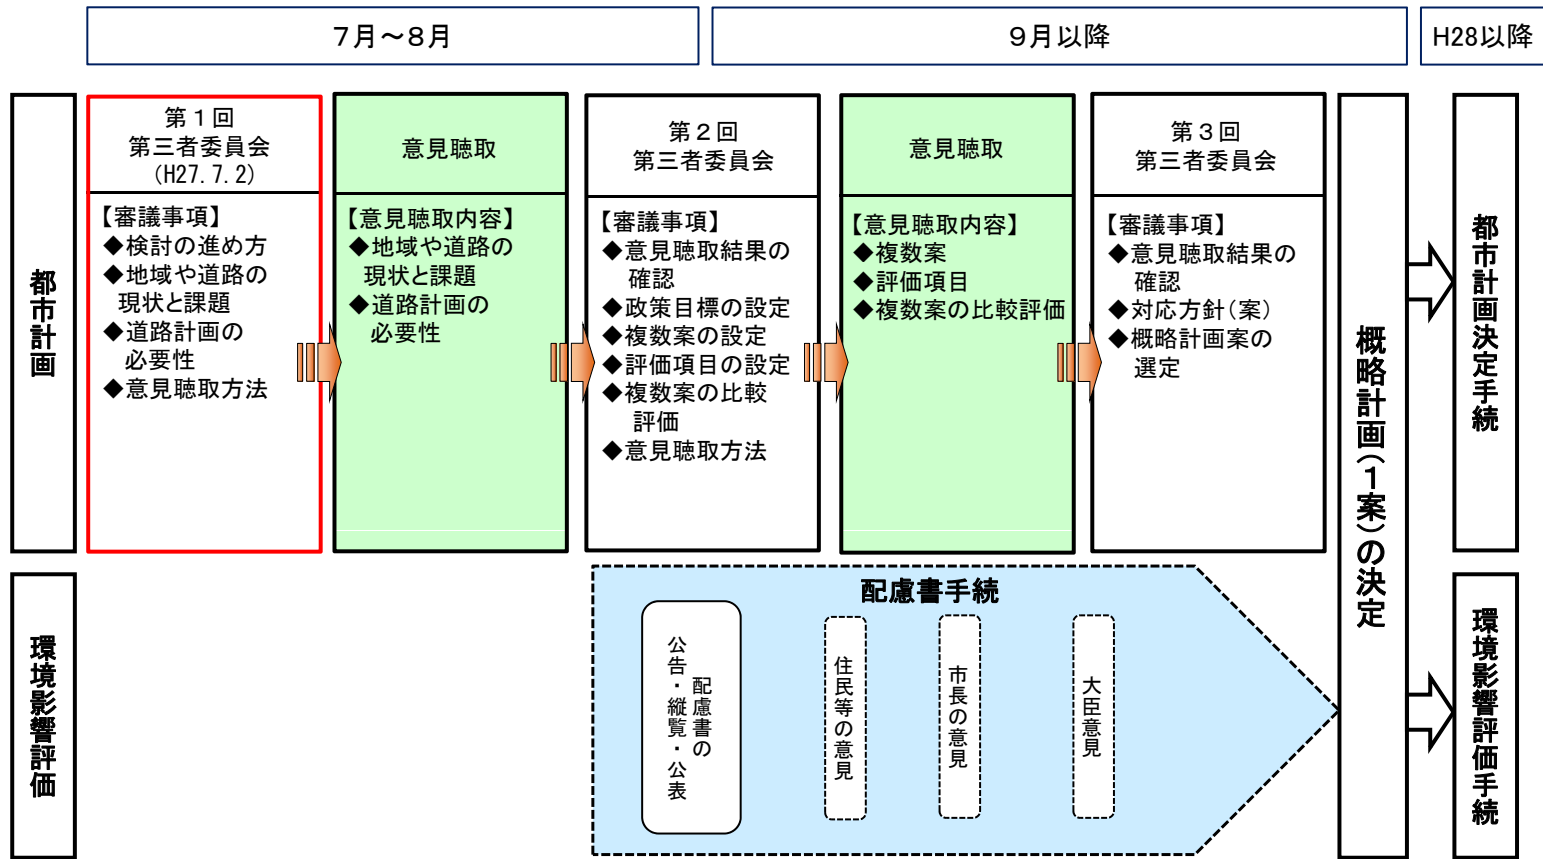 ７月～８月
９月以降
H28以降
都市計画
第１回
第三者委員会
(H27.7.2)
【審議事項】
◆検討の進め方
◆地域や道路の
現状と課題
◆道路計画の
必要性
◆意見聴取方法
意見聴取
【意見聴取内容】
◆地域や道路の
現状と課題
◆道路計画の
必要性
第２回
第三者委員会
【審議事項】
◆意見聴取結果の
確認
◆政策目標の設定
◆複数案の設定
◆評価項目の設定
◆複数案の比較
評価
◆意見聴取方法
意見聴取
【意見聴取内容】
◆複数案
◆評価項目
◆複数案の比較評価
第３回
第三者委員会
【審議事項】
◆意見聴取結果の
確認
◆対応方針（案）
◆概略計画案の
選定
概略計画（１案）の決定
都市計画決定手続
環境影響評価
配慮書手続
配慮書の
公告・縦覧・公表
住民等の意見
市長の意見
大臣意見
環境影響評価手続